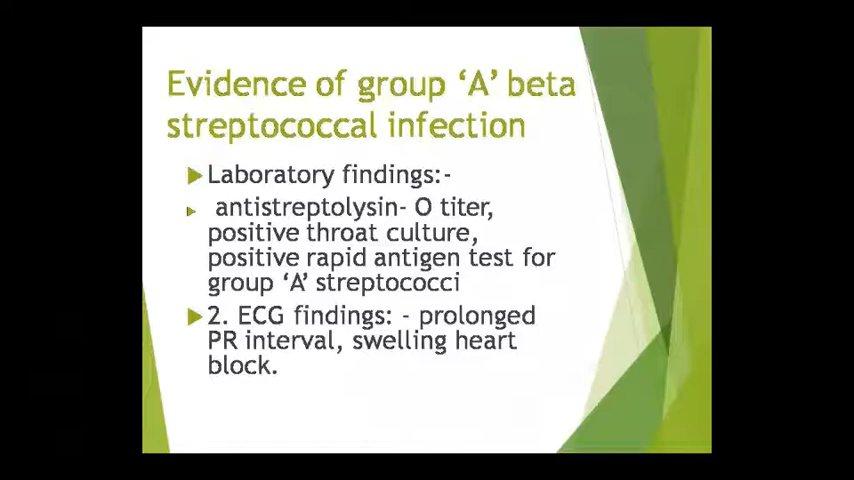 Evidence of group ‘A’ beta
streptococcal infection
Laboratory findings:-
antistreptolysin- O titer,
positive throat culture,
positive rapid antigen test for
group ‘A’ streptococci
2. ECG findings: - prolonged
PR interval, swelling heart
block.